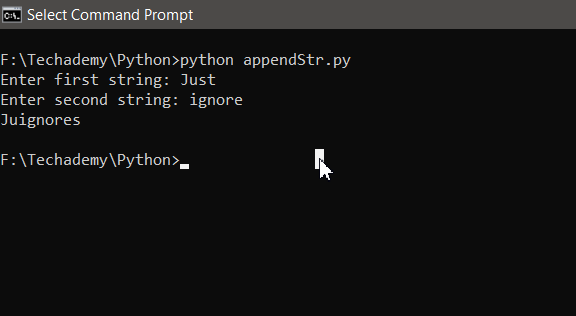 Select Command Prompt
F:\Techademy\Python>python appendStr.py
Enter first string: Just
Enter second string: ignore
Juignores
F:\Techademy\Python>